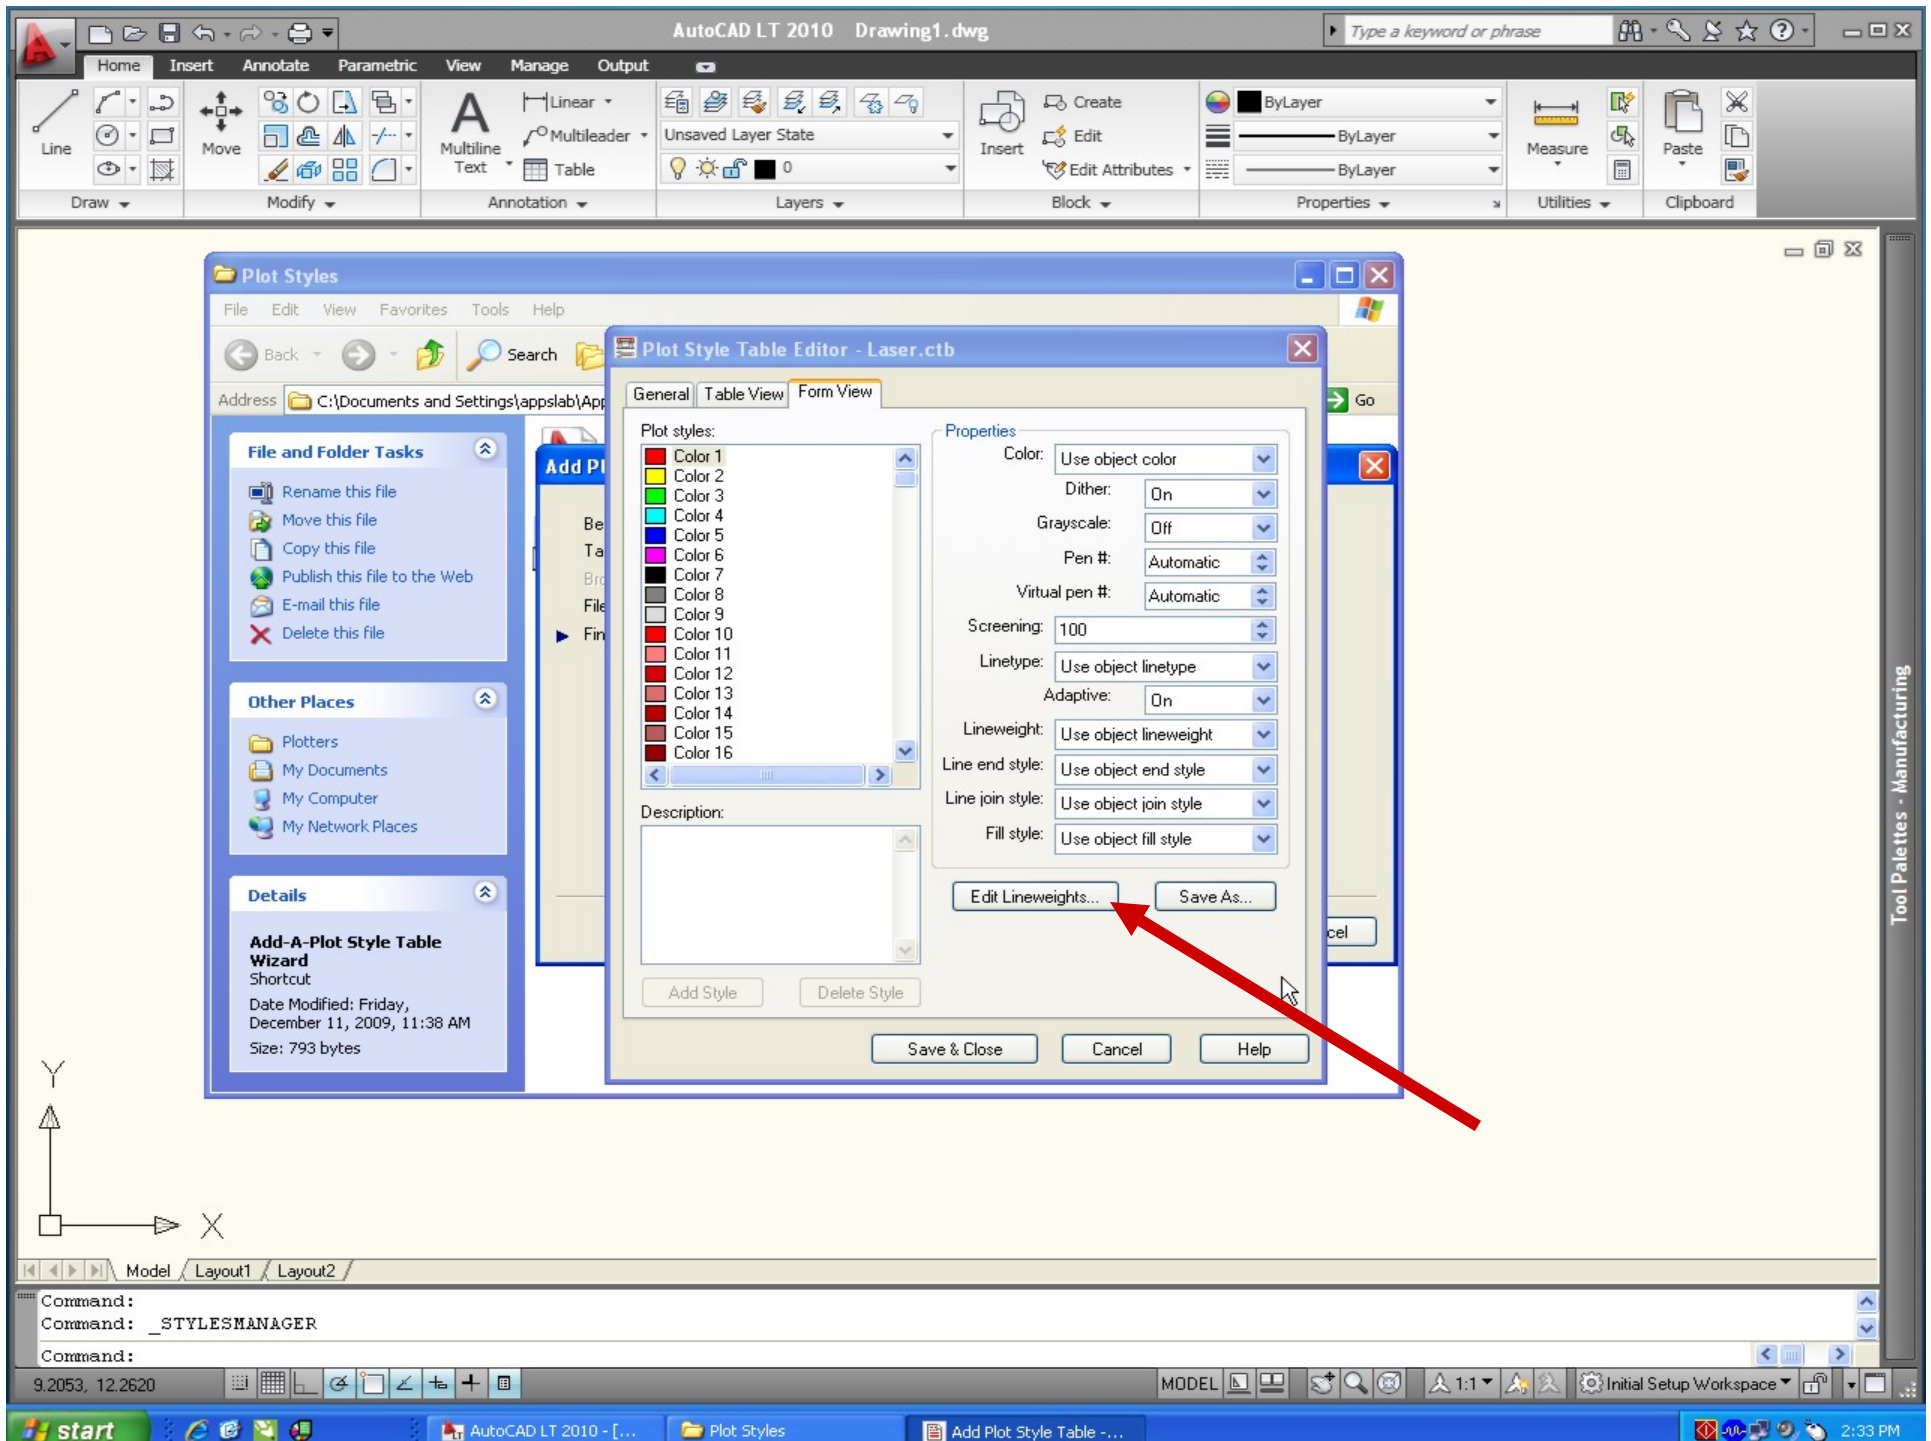 AutoCAD LT 2010 Drawing1.dwg
Type a keyword or phrase
Home Insert Annotate Parametric View Manage Output
Line
Move
Multiline Text
Linear
Multileader
Table
Unsaved Layer State
0
Insert
Create
Edit
Edit Attributes
ByLayer
ByLayer
ByLayer
Measure
Paste
Draw Modify Annotation Layers Block Properties Utilities Clipboard
Plot Styles
File Edit View Favorites Tools Help
Back Search
Address C:\Documents and Settings\appslab\App
Go
File and Folder Tasks
Rename this file
Move this file
Copy this file
Publish this file to the Web
E-mail this file
Delete this file
Other Places
Plotters
My Documents
My Computer
My Network Places
Details
Add-A-Plot Style Table
Wizard
Shortcut
Date Modified: Friday,
December 11, 2009, 11:38 AM
Size: 793 bytes
Add Pl
Be
Ta
Bro
File
Fin
cel
Plot Style Table Editor - Laser.ctb
General Table View Form View
Plot styles:
Color 1
Color 2
Color 3
Color 4
Color 5
Color 6
Color 7
Color 8
Color 9
Color 10
Color 11
Color 12
Color 13
Color 14
Color 15
Color 16
Description:
Add Style Delete Style
Properties
Color: Use object color
Dither: On
Grayscale: Off
Pen #: Automatic
Virtual pen #: Automatic
Screening: 100
Linetype: Use object linetype
Adaptive: On
Lineweight: Use object lineweight
Line end style: Use object end style
Line join style: Use object join style
Fill style: Use object fill style
Edit Lineweights... Save As...
Save & Close Cancel Help
Tool Palettes - Manufacturing
Y
X
Model Layout1 Layout2
Command:
Command: _STYLESMANAGER
Command:
9.2053, 12.2620
MODEL 1:1 Initial Setup Workspace
start AutoCAD LT 2010 - [... Plot Styles Add Plot Style Table -... 2:33 PM